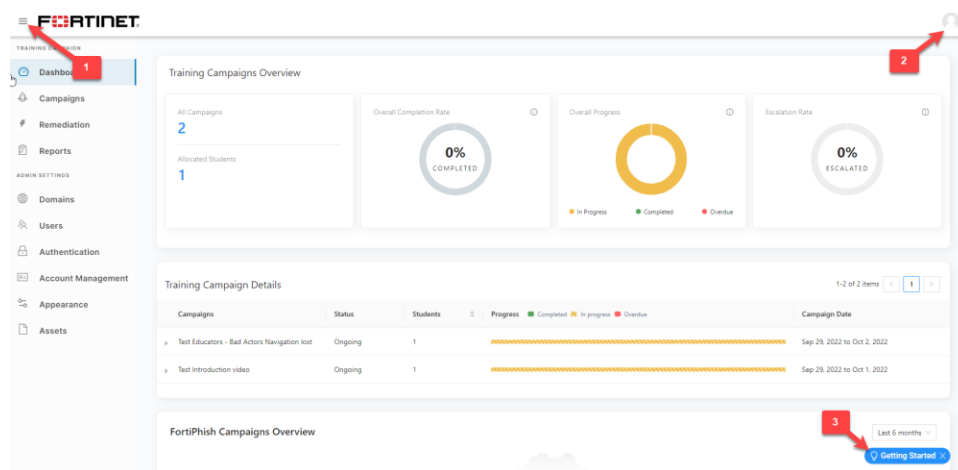 FORTINET
TRAINING CAMPAIGN
1
2
Dashboa
Campaigns
Remediation
Reports
ADMIN SETTINGS
Domains
Users
Authentication
Account Management
Appearance
Assets
Training Campaigns Overview
All Campaigns
2
Allocated Students
1
Overall Completion Rate
0%
COMPLETED
Overall Progress
In Progress Completed Overdue
Escalation Rate
0%
ESCALATED
Training Campaign Details
1-2 of 2 items < 1 >
Campaigns Status Students Progress Completed In progress Overdue Campaign Date
Test Educators - Bad Actors Navigation lost Ongoing 1 Sep 29, 2022 to Oct 2, 2022
Test Introduction video Ongoing 1 Sep 29, 2022 to Oct 1, 2022
FortiPhish Campaigns Overview
3
Last 6 months
Getting Started